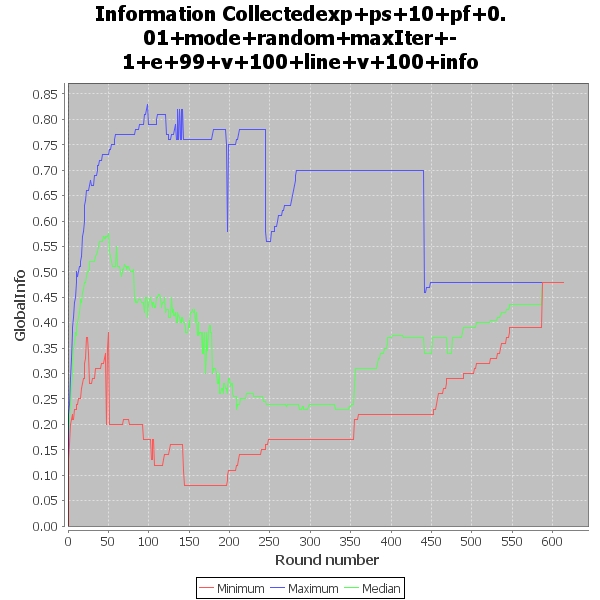 Information Collectedexp+ps+10+pf+0.
01+mode+random+maxIter+-
1+e+99+v+100+line+v+100+info
0.85
0.80
0.75
0.70
0.65
0.60
0.55
0.50
0.45
0.40
0.35
0.30
0.25
0.20
0.15
0.10
0.05
0.00
GlobalInfo
0 50 100 150 200 250 300 350 400 450 500 550 600
Round number
Minimum Maximum Median